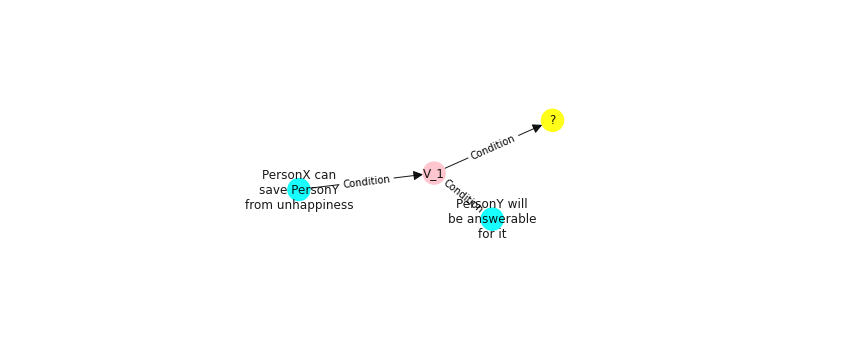 ?
Condition
V_1
PersonX can
save PersonY
from unhappiness
Condition
Condition
PersonY will
be answerable
for it